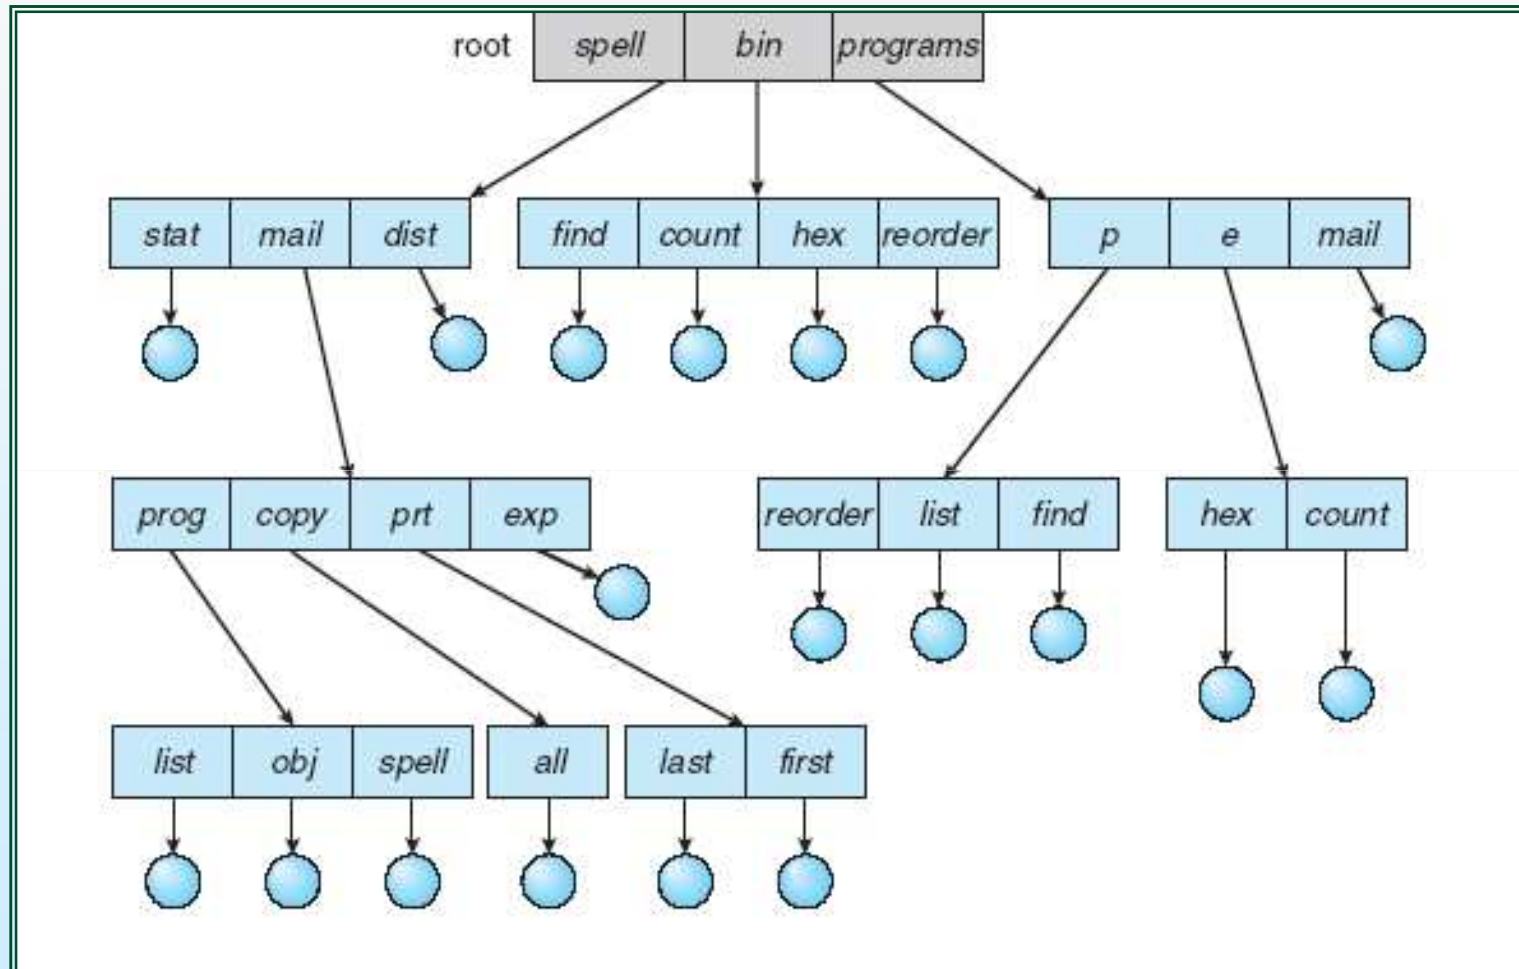 root spell bin programs
stat mail dist find count hex reorder p e mail
prog copy prt exp reorder list find hex count
list obj spell all last first